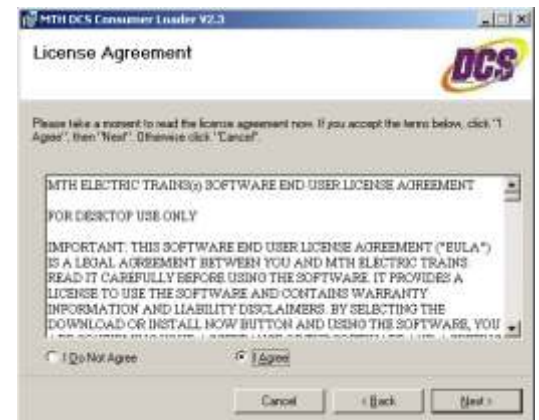 MTH DCS Consumer Loader V2.3
License Agreement
DCS
Please take a moment to read the license agreement now. If you accept the terms below, click "I
Agree", then "Next". Otherwise click "Cancel".
MTH ELECTRIC TRAINS(s) SOFTWARE END USER LICENSE AGREEMENT
FOR DESKTOP USE ONLY
IMPORTANT: THIS SOFTWARE END USER LICENSE AGREEMENT ("EULA")
IS A LEGAL AGREEMENT BETWEEN YOU AND MTH ELECTRIC TRAINS.
READ IT CAREFULLY BEFORE USING THE SOFTWARE. IT PROVIDES A
LICENSE TO USE THE SOFTWARE AND CONTAINS WARRANTY
INFORMATION AND LIABILITY DISCLAIMERS. BY SELECTING THE
DOWNLOAD OR INSTALL NOW BUTTON AND USING THE SOFTWARE, YOU
I Do Not Agree
I Agree
Cancel
< Back
Next >